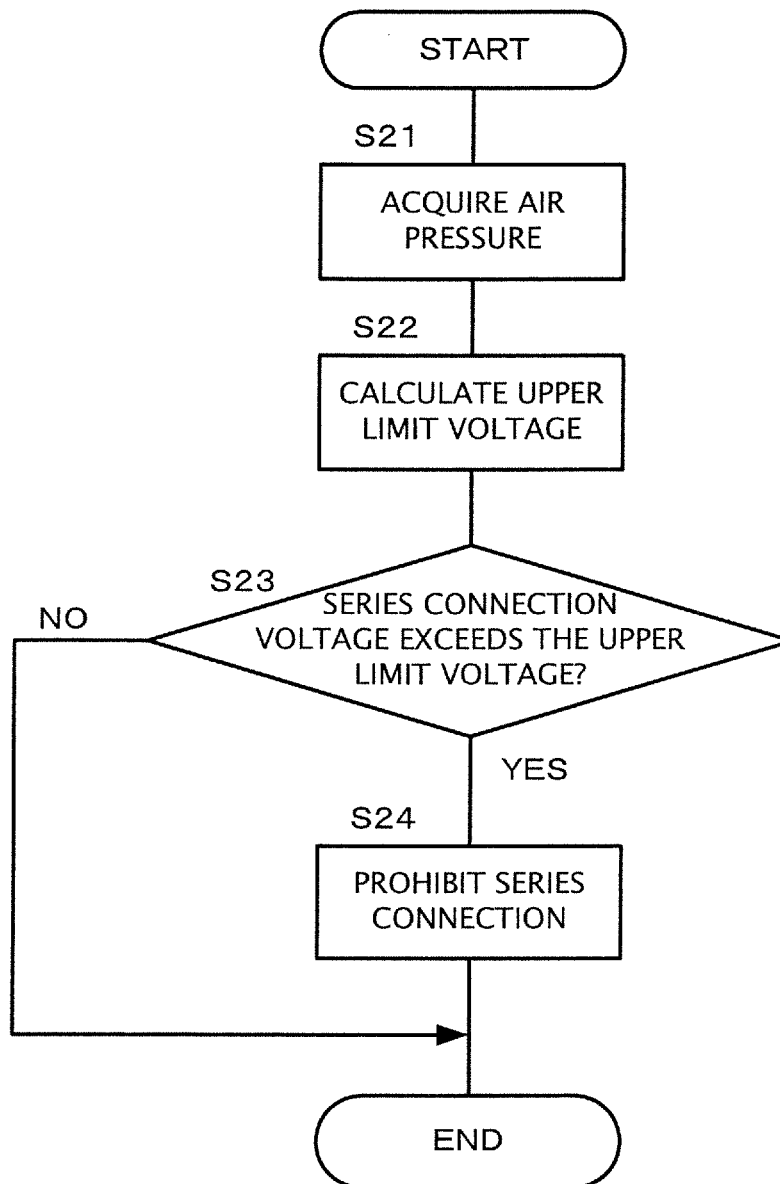 START
S21
ACQUIRE AIR
PRESSURE
S22
CALCULATE UPPER
LIMIT VOLTAGE
S23
SERIES CONNECTION
VOLTAGE EXCEEDS THE UPPER
LIMIT VOLTAGE?
NO
YES
S24
PROHIBIT SERIES
CONNECTION
END